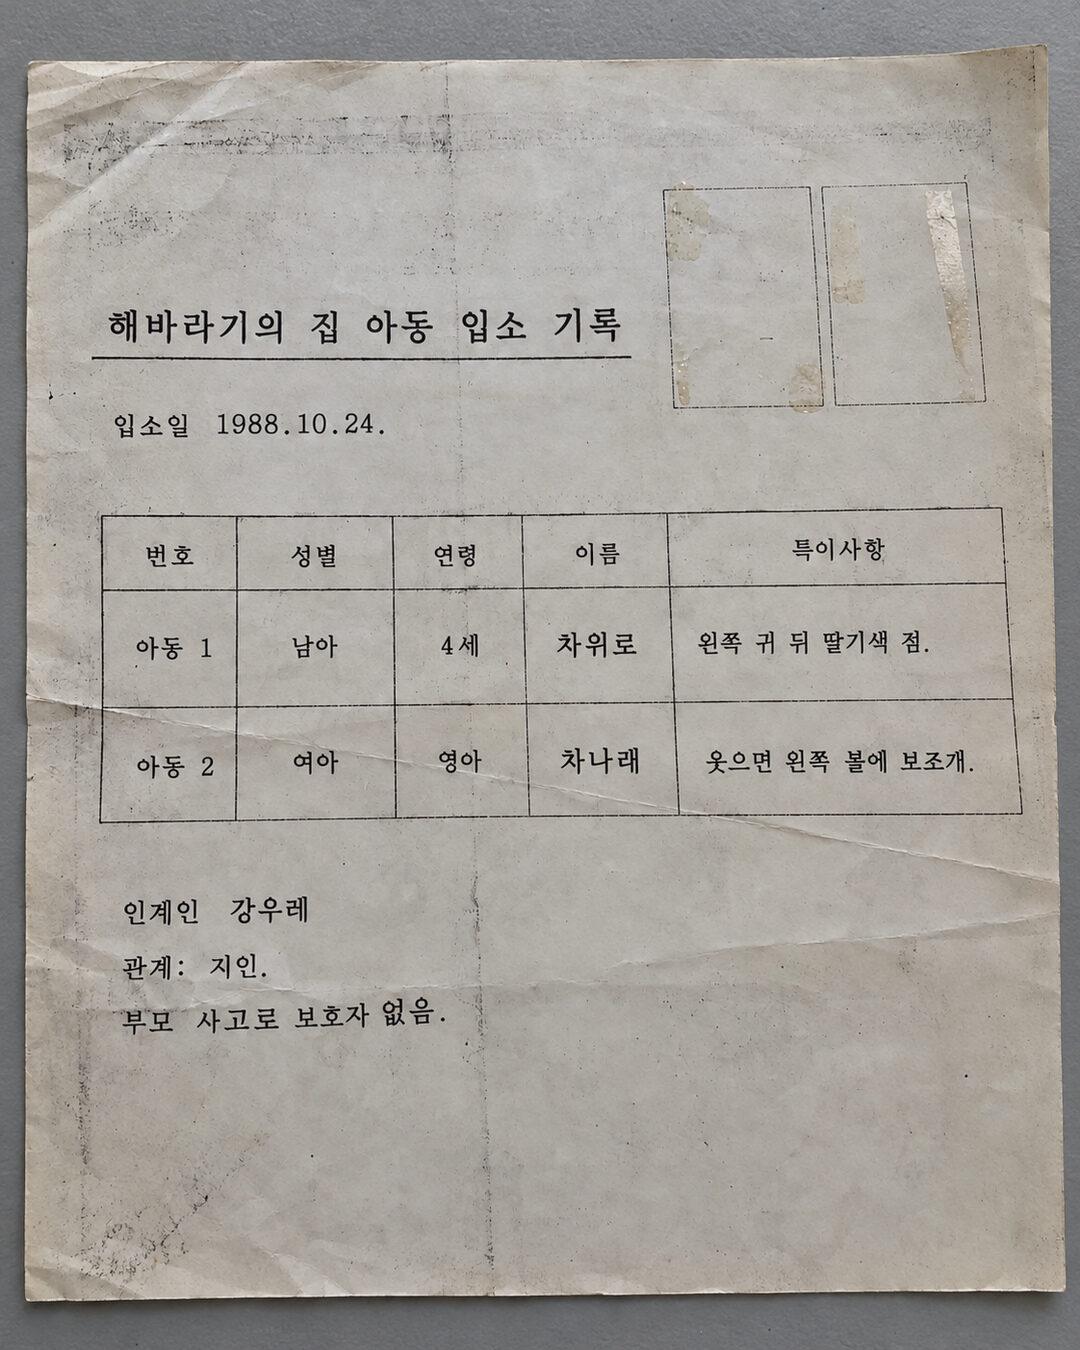 해바라기의 집 아동 입소 기록
입소일 1988.10.24.
번호 성별 연령 이름 특이사항
아동 1 남아 4세 차위로 왼쪽 귀 뒤 딸기색 점.
아동 2 여아 영아 차나래 웃으면 왼쪽 볼에 보조개.
인계인 강우레
관계: 지인.
부모 사고로 보호자 없음.